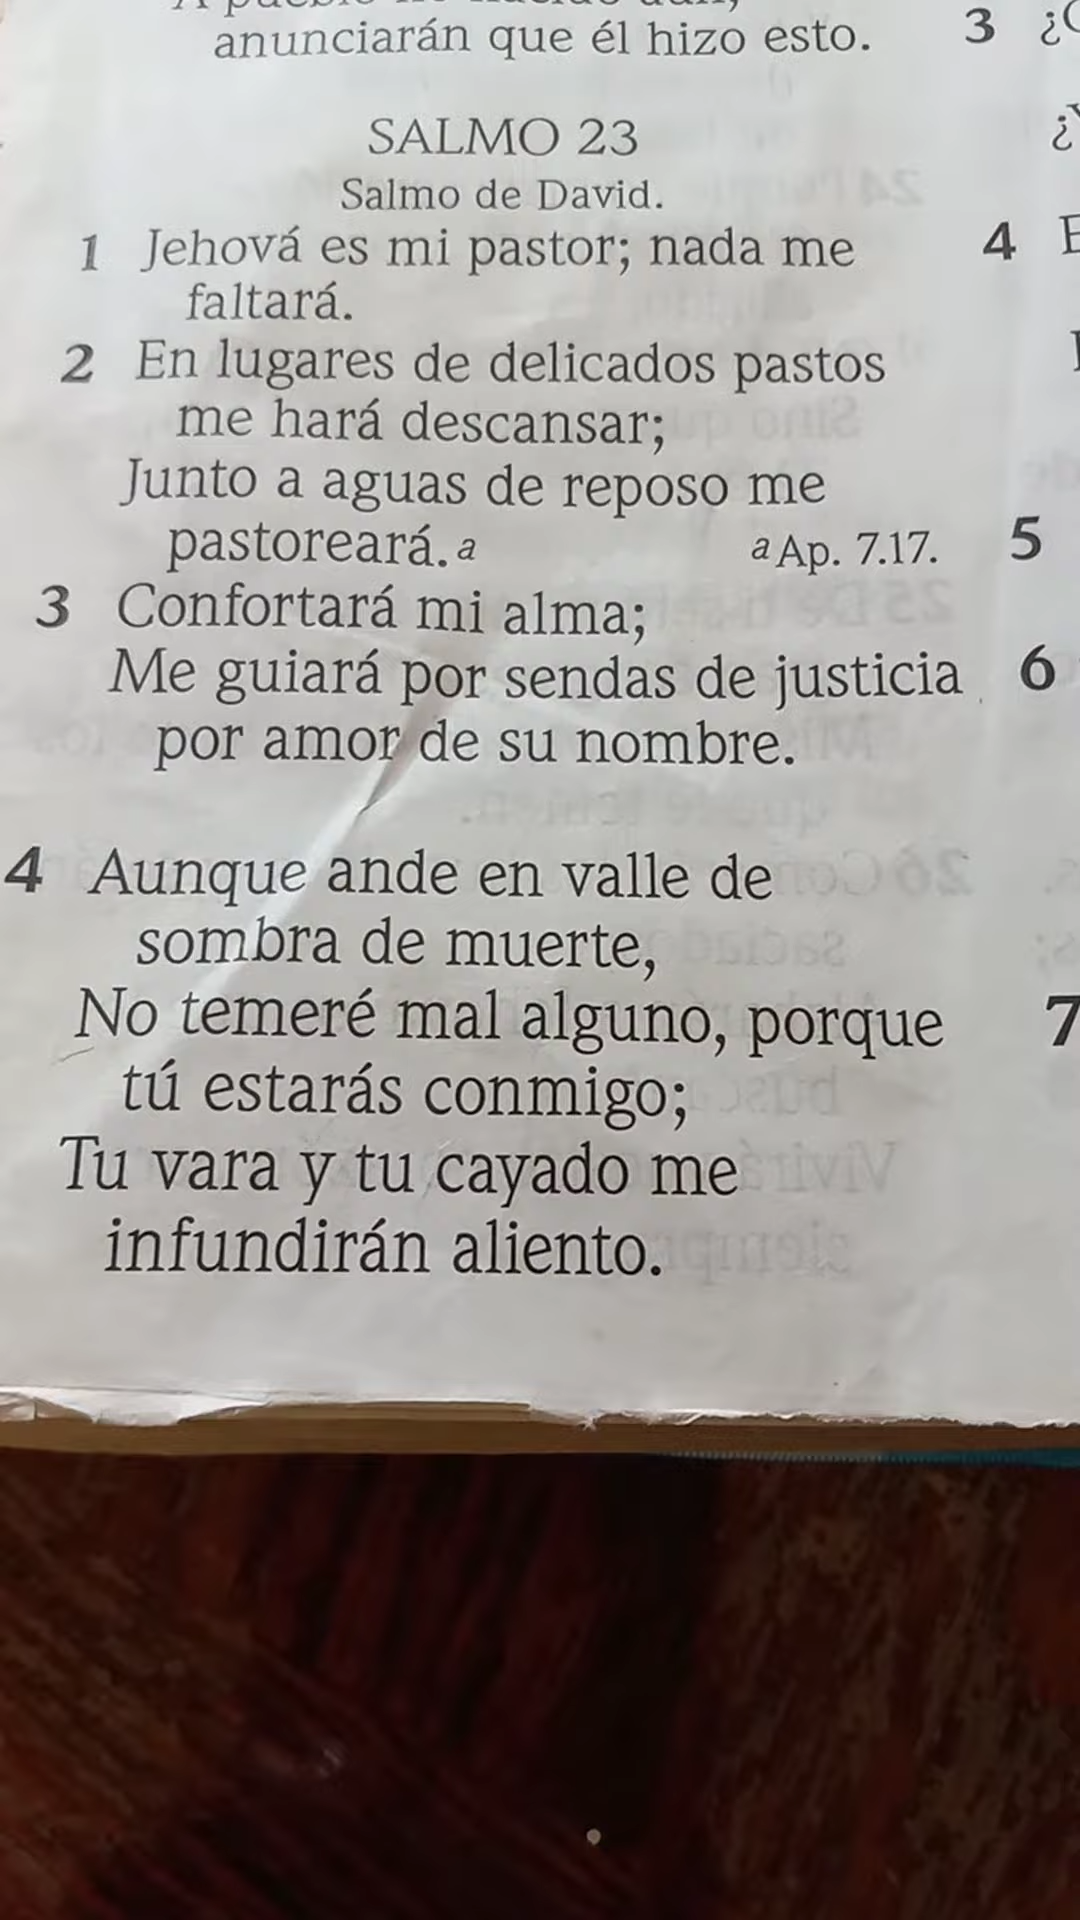 anunciarán que él hizo esto.
SALMO 23
Salmo de David.
1 Jehová es mi pastor; nada me
faltará.
2 En lugares de delicados pastos
me hará descansar;
Junto a aguas de reposo me
pastoreará. a
a Ap. 7.17.
3 Confortará mi alma;
Me guiará por sendas de justicia
por amor de su nombre.
4 Aunque ande en valle de
sombra de muerte,
No temeré mal alguno, porque
tú estarás conmigo;
Tu vara y tu cayado me
infundirán aliento.
3
4
5
6
7